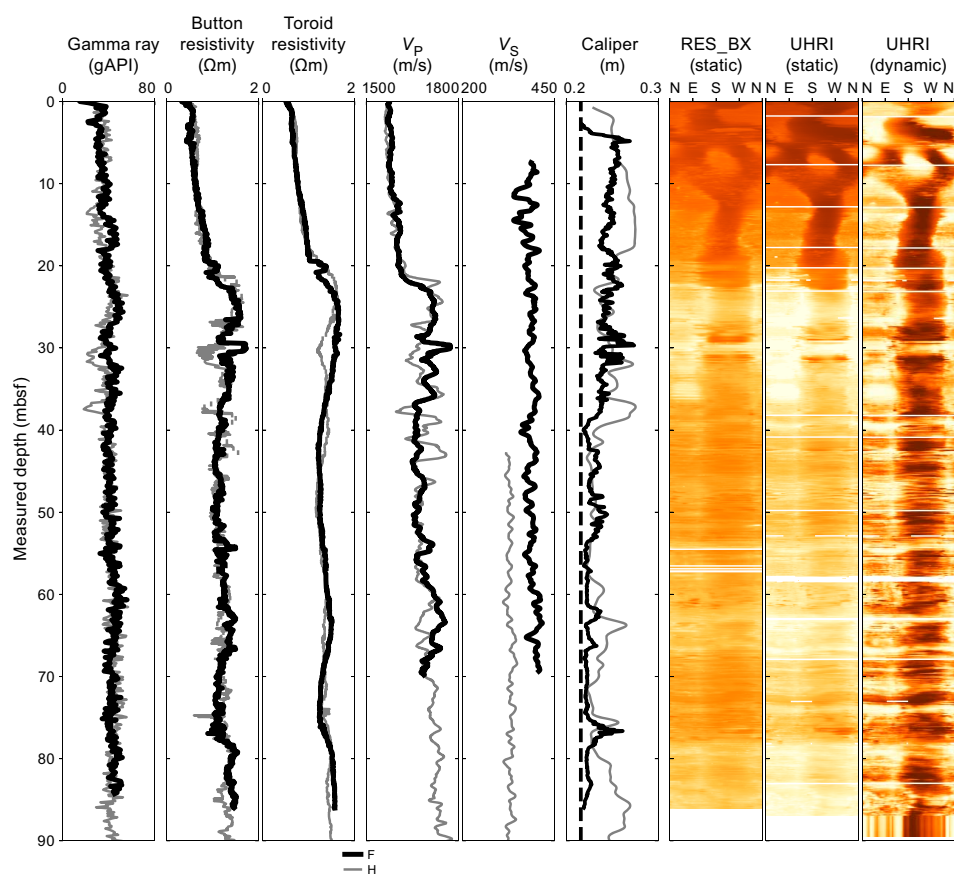 Gamma ray
(gAPI)
Button
resistivity
(Ωm)
Toroid
resistivity
(Ωm)
VP
(m/s)
VS
(m/s)
Caliper
(m)
RES_BX
(static)
UHRI
(static)
UHRI
(dynamic)
0 80 0 2 0 2 1500 1800 200 450 0.2 0.3 N E S W N N E S W N N E S W N
0
10
20
30
40
50
60
70
80
90
Measured depth (mbsf)
F
H